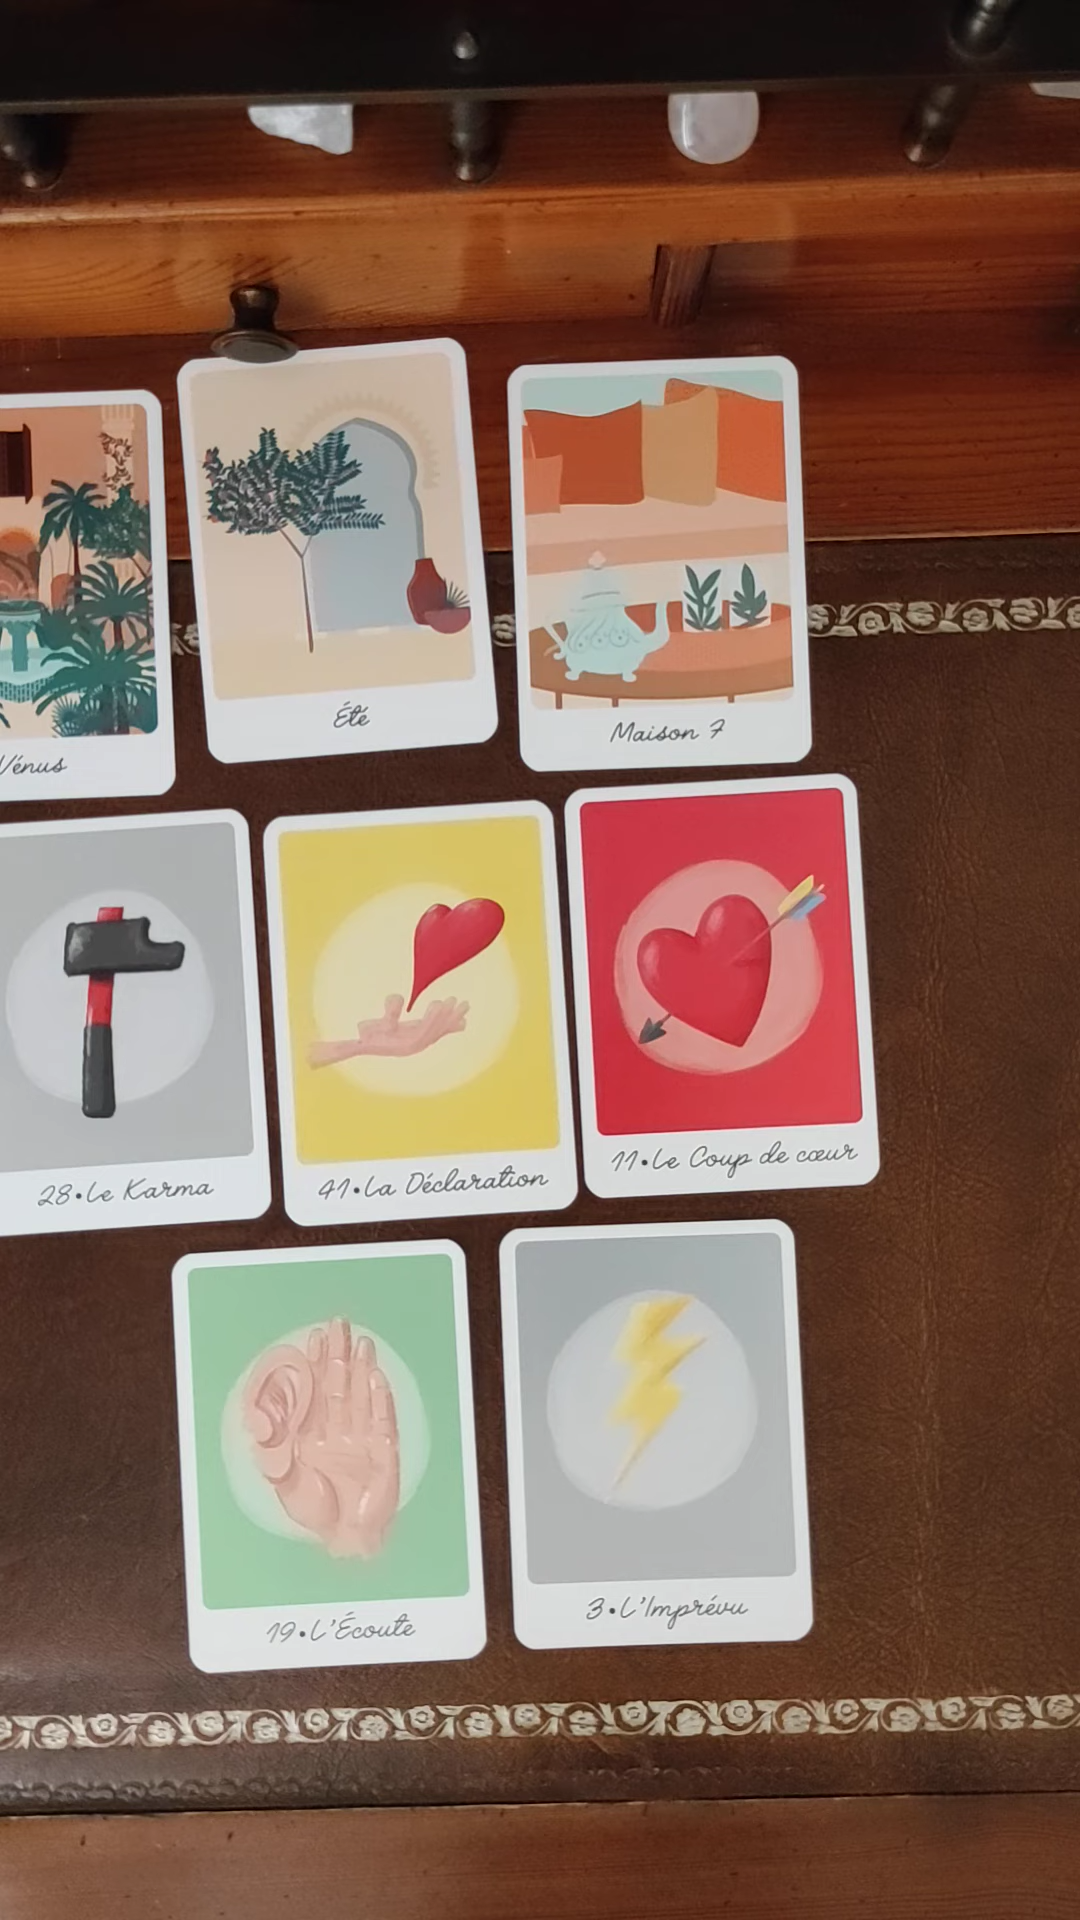 Vénus
Été
Maison 7
28•Le Karma
41•La Déclaration
11•Le Coup de cœur
19•L'Écoute
3•L'Imprévu